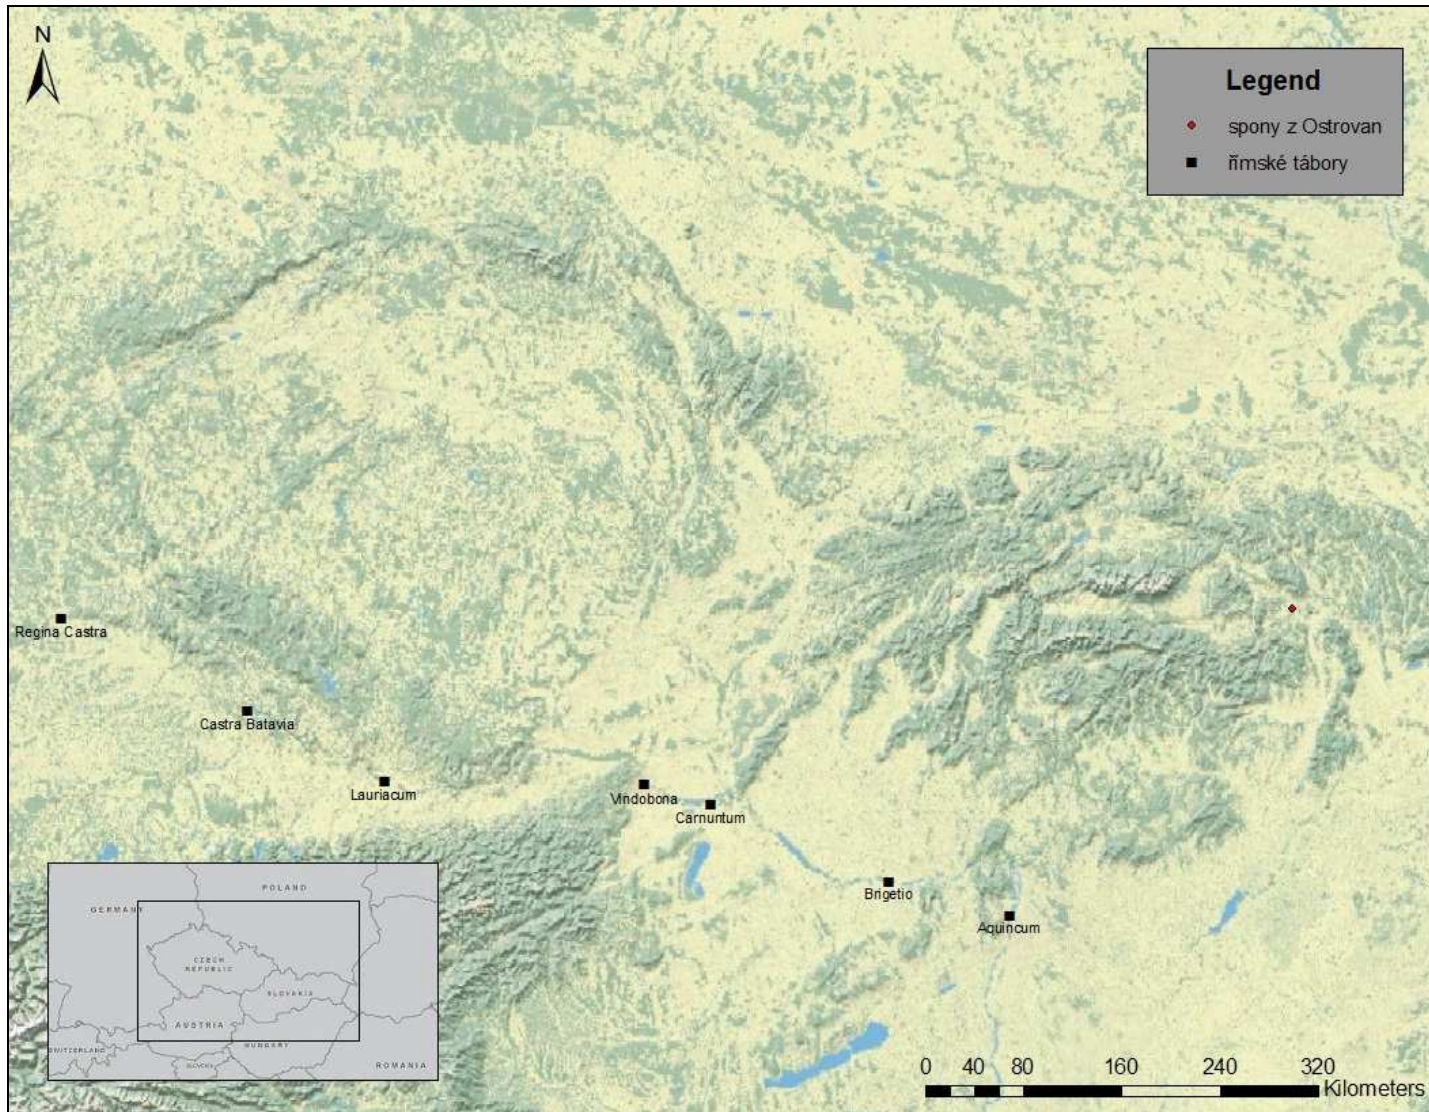 N
Legend
spony z Ostrovan
římské tábory
Regina Castra
Castra Batavia
Lauriacum
Vindobona
Carnuntum
Brigetio
Aquincum
POLAND
GERMANY
CZECH
REPUBLIC
SLOVAKIA
AUSTRIA
HUNGARY
SWITZERLAND
ROMANIA
0 40 80 160 240 320
Kilometers